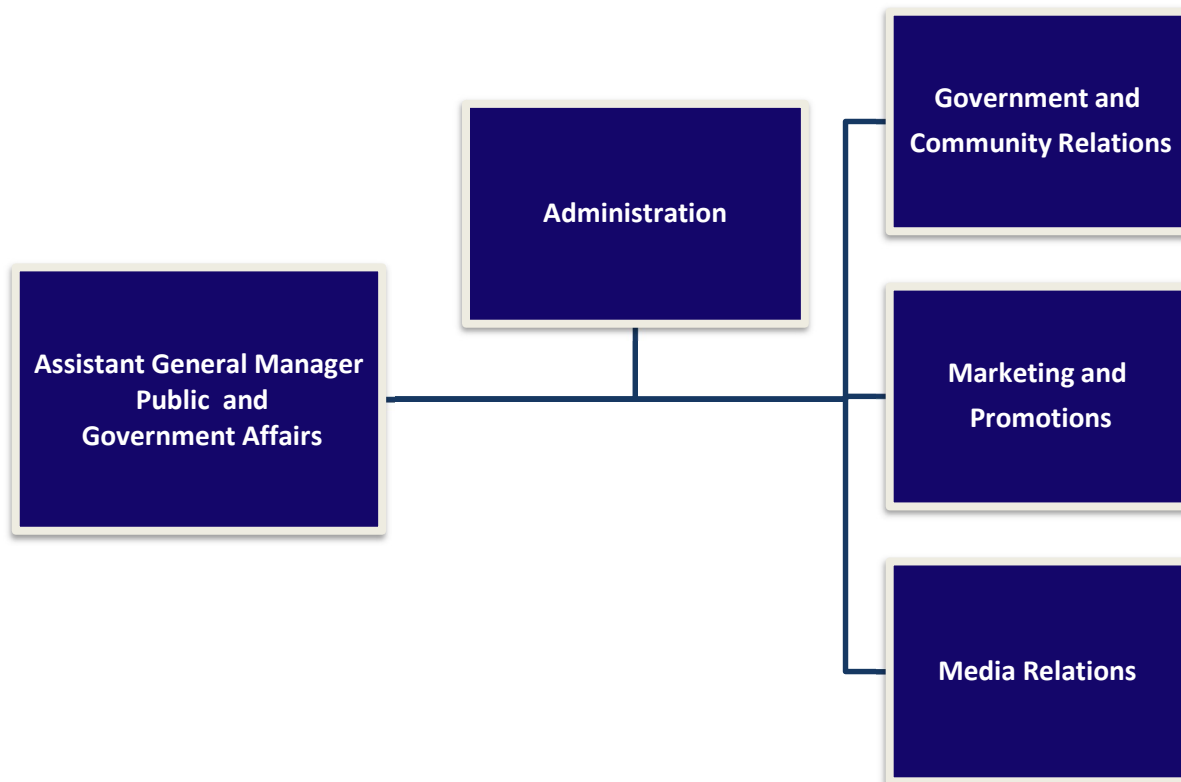 Assistant General Manager
Public  and
Government Affairs
Administration
Government and
Community Relations
Marketing and
Promotions
Media Relations